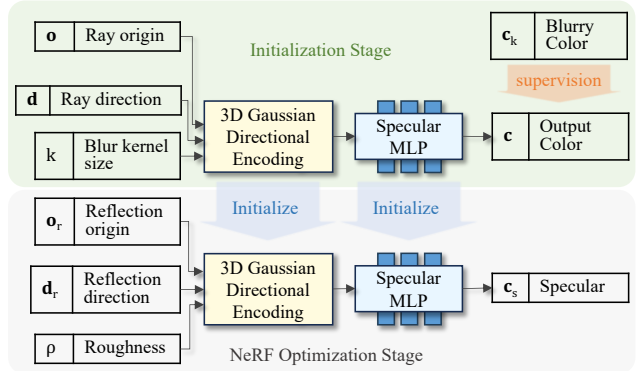 o Ray origin
Initialization Stage
c_k Blurry
Color
supervision
d Ray direction
3D Gaussian
Directional
Encoding
Specular
MLP
c Output
Color
k Blur kernel
size
Initialize
Initialize
o_r Reflection
origin
d_r Reflection
direction
3D Gaussian
Directional
Encoding
Specular
MLP
c_s Specular
ρ Roughness
NeRF Optimization Stage